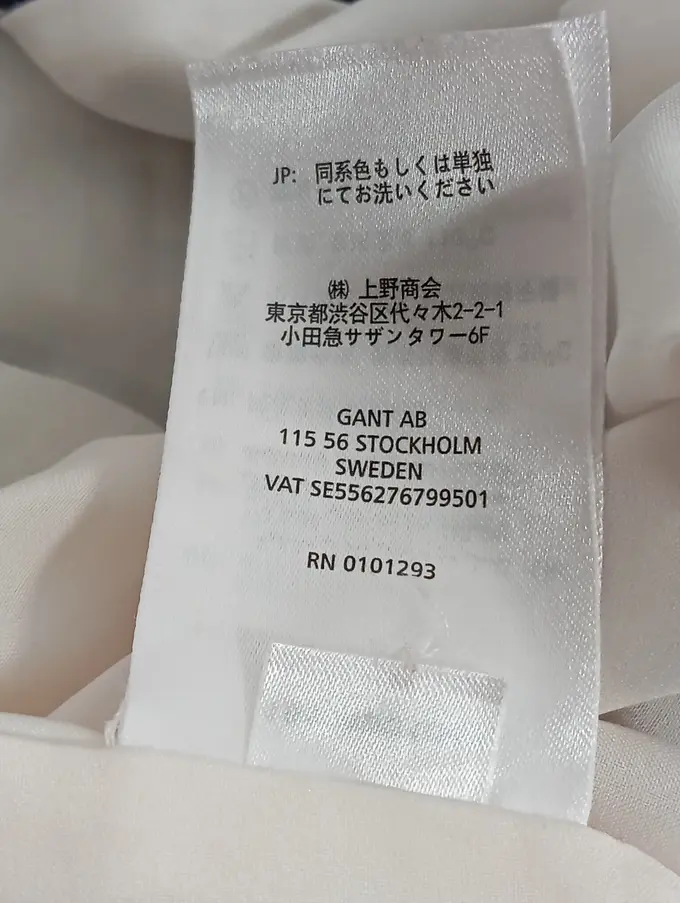 JP: 同系色もしくは単独
にてお洗いください
㈱ 上野商会
東京都渋谷区代々木2-2-1
小田急サザンタワー6F
GANT AB
115 56 STOCKHOLM
SWEDEN
VAT SE556276799501
RN 0101293